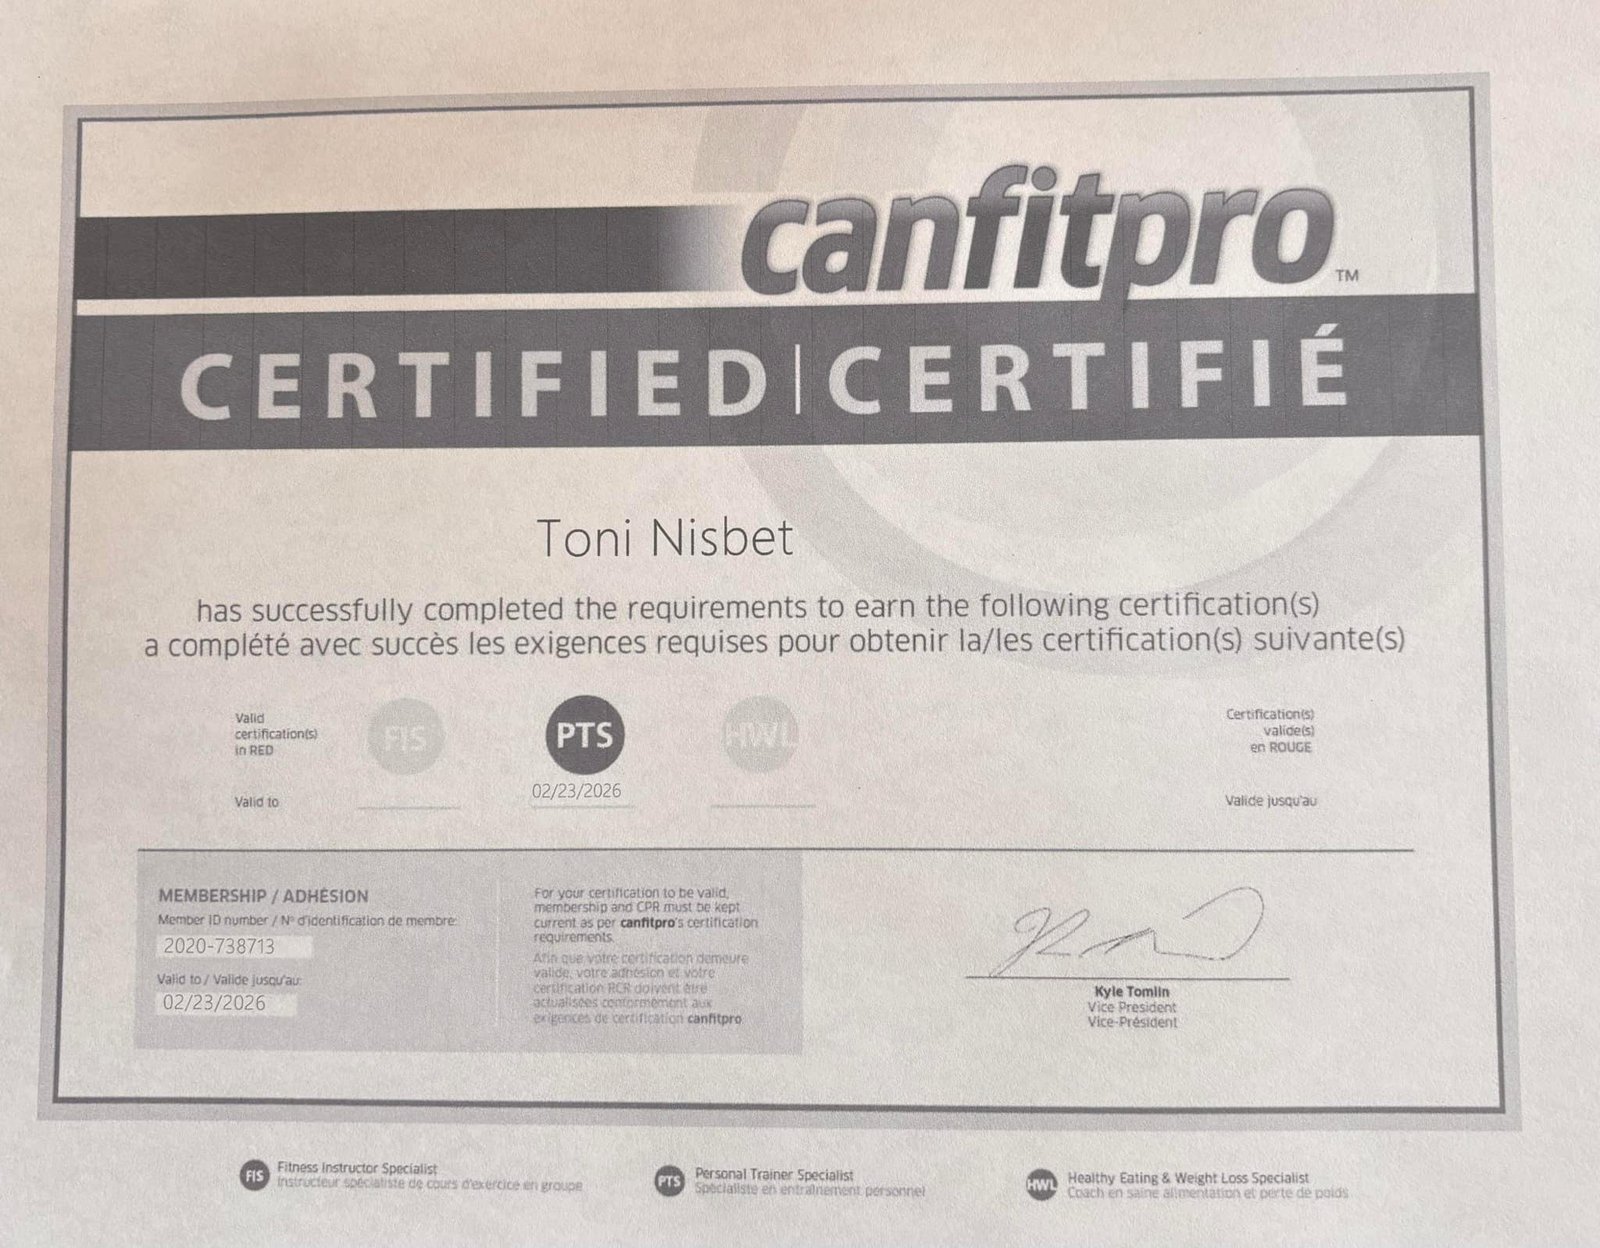 canfitpro™
CERTIFIED | CERTIFIÉ
Toni Nisbet
has successfully completed the requirements to earn the following certification(s)
a complété avec succès les exigences requises pour obtenir la/les certification(s) suivante(s)
Valid
certification(s)
in RED
FIS
PTS
HWL
Certification(s)
valide(s)
en ROUGE
Valid to
02/23/2026
Valide jusqu'au
MEMBERSHIP / ADHÉSION
Member ID number / Nº d'identification de membre:
2020-738713
Valid to / Valide jusqu'au:
02/23/2026
For your certification to be valid,
membership and CPR must be kept
current as per canfitpro's certification
requirements.
Afin que votre certification demeure
valide, votre adhésion et votre
certification RCR doivent être
actualisées conformément aux
exigences de certification canfitpro
Kyle Tomlin
Vice President
Vice-Président
FIS Fitness Instructor Specialist
Instructeur spécialiste de cours d'exercice en groupe
PTS Personal Trainer Specialist
Spécialiste en entraînement personnel
HWL Healthy Eating & Weight Loss Specialist
Coach en saine alimentation et perte de poids